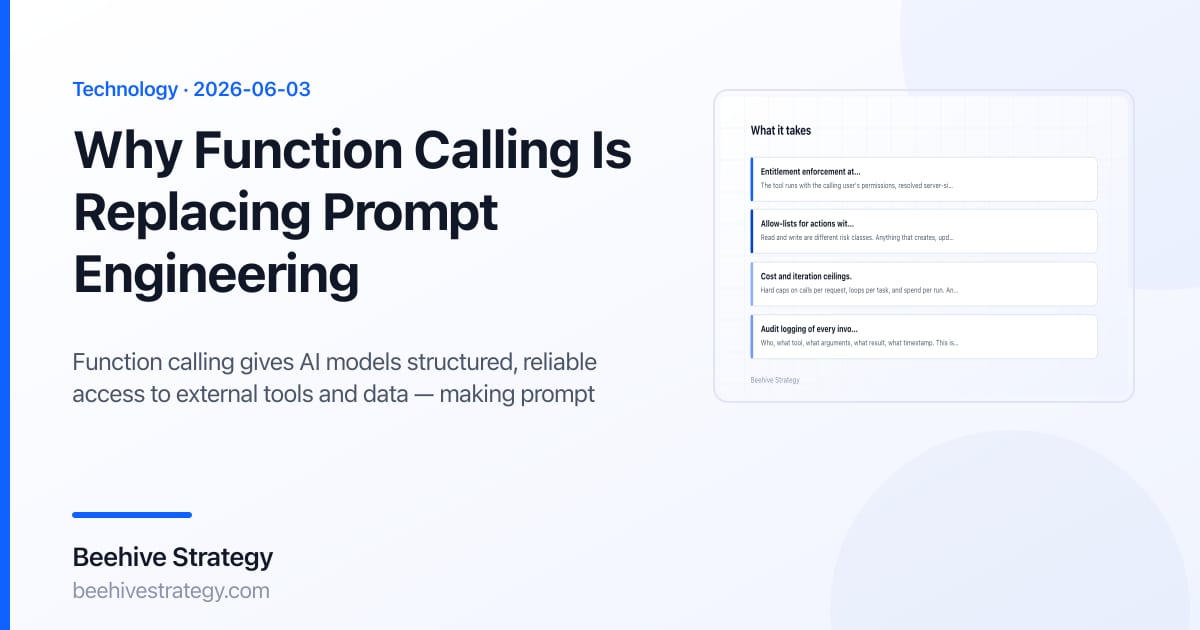 Technology · 2026-06-03
Why Function Calling Is
Replacing Prompt
Engineering
Function calling gives AI models structured, reliable
access to external tools and data — making prompt
Beehive Strategy
beehivestrategy.com
What it takes
Entitlement enforcement at...
The tool runs with the calling user's permissions, resolved server-si...
Allow-lists for actions wit...
Read and write are different risk classes. Anything that creates, upd...
Cost and iteration ceilings.
Hard caps on calls per request, loops per task, and spend per run. An...
Audit logging of every invo...
Who, what tool, what arguments, what result, what timestamp. This is...
Beehive Strategy